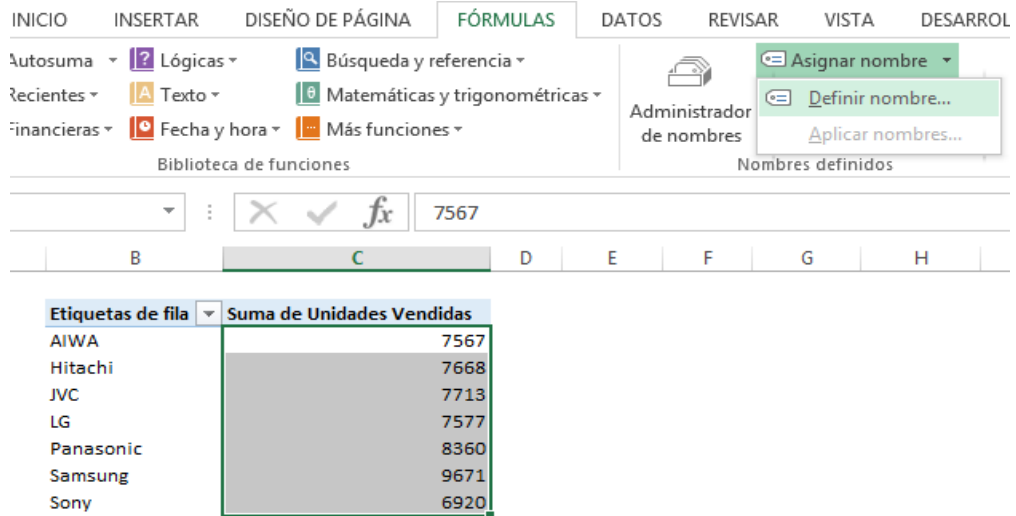 INICIO INSERTAR DISEÑO DE PÁGINA FÓRMULAS DATOS REVISAR VISTA DESARROL
Autosuma Lógicas Búsqueda y referencia Asignar nombre
Recientes Texto Matemáticas y trigonométricas Administrador de nombres Definir nombre...
Financieras Fecha y hora Más funciones Aplicar nombres...
Biblioteca de funciones Nombres definidos
fx 7567
B C D E F G H
Etiquetas de fila Suma de Unidades Vendidas
AIWA 7567
Hitachi 7668
JVC 7713
LG 7577
Panasonic 8360
Samsung 9671
Sony 6920